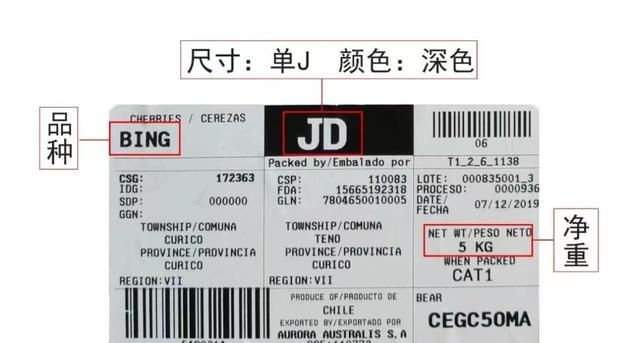 尺寸：单J 颜色：深色
品种
CHERRIES / CEREZAS
BING
JD
06
Packed by/Embalado por
T1_2_6_1138
CSG: 172363
IDG:
SDP: 000000
GGN:
TOWNSHIP/COMUNA
CURICO
PROVINCE/PROVINCIA
CURICO
REGION:VII
CSP: 110083
FDA: 15665192318
GLN: 7804650010005
TOWNSHIP/COMUNA
TENO
PROVINCE/PROVINCIA
CURICO
REGION:VII
LOTE: 000835001_3
PROCESO: 0000936
DATE/
FECHA 07/12/2019
NET WT/PESO NETO
5 KG
WHEN PACKED
CAT1
净重
PRODUCE OF/PRODUCTO DE
CHILE
EXPORTED BY/EXPORTADO POR
AURORA AUSTRALIS S.A
BEAR
CEGC50MA